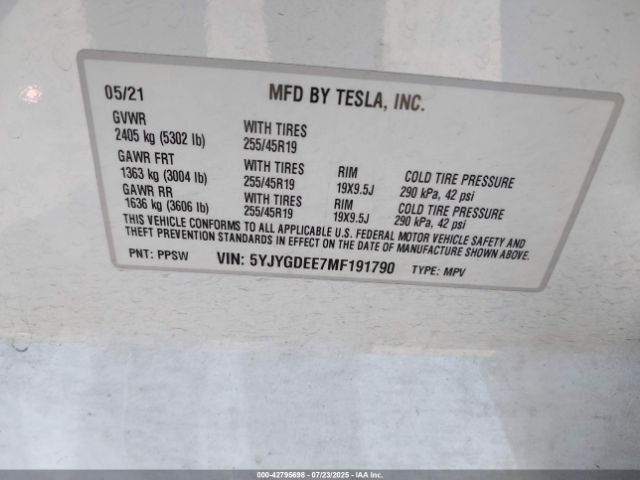 05/21 MFD BY TESLA, INC.
GVWR
2405 kg (5302 lb) WITH TIRES 255/45R19
GAWR FRT
1363 kg (3004 lb) WITH TIRES 255/45R19 RIM 19X9.5J COLD TIRE PRESSURE 290 kPa, 42 psi
GAWR RR
1636 kg (3606 lb) WITH TIRES 255/45R19 RIM 19X9.5J COLD TIRE PRESSURE 290 kPa, 42 psi
THIS VEHICLE CONFORMS TO ALL APPLICABLE U.S. FEDERAL MOTOR VEHICLE SAFETY AND
THEFT PREVENTION STANDARDS IN EFFECT ON THE DATE OF MANUFACTURE SHOWN ABOVE.
PNT: PPSW VIN: 5YJYGDEE7MF191790 TYPE: MPV
000-42795698 - 07/23/2025 - IAA Inc.